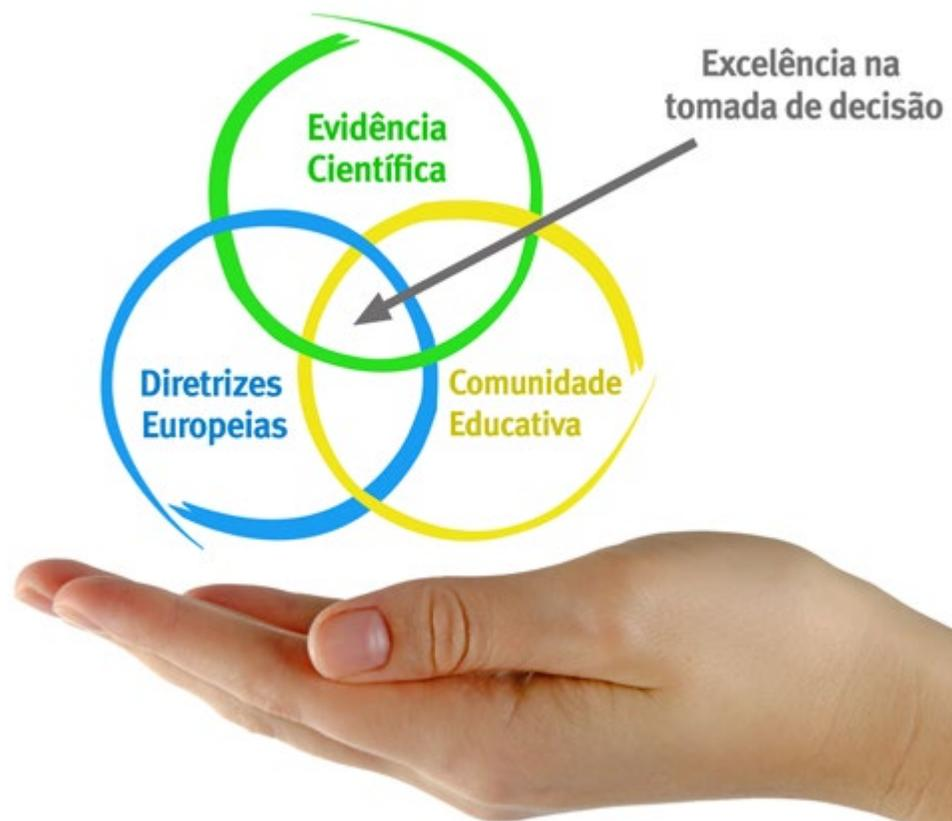 Excelência na
tomada de decisão
Evidência
Científica
Diretrizes
Europeias
Comunidade
Educativa